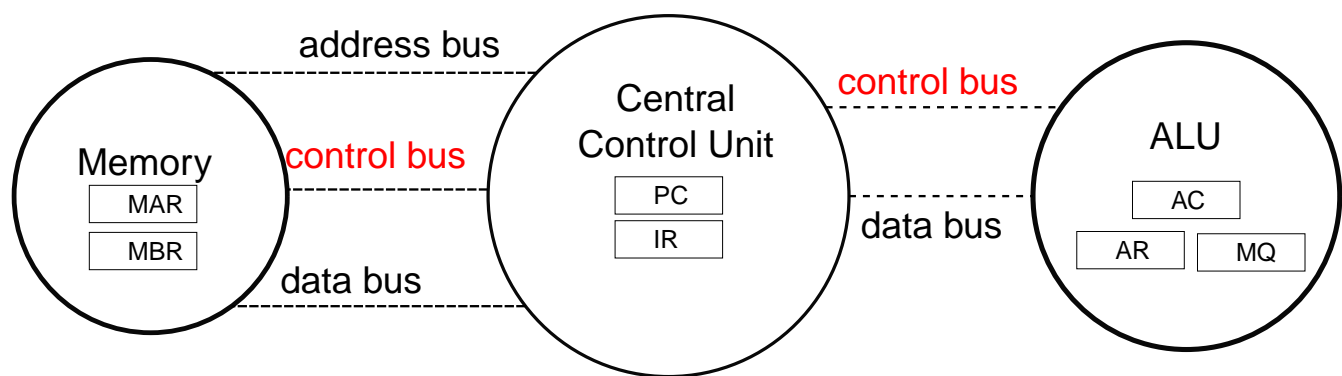 address bus
Memory
MAR
MBR
control bus
data bus
Central
Control Unit
PC
IR
control bus
data bus
ALU
AC
AR
MQ